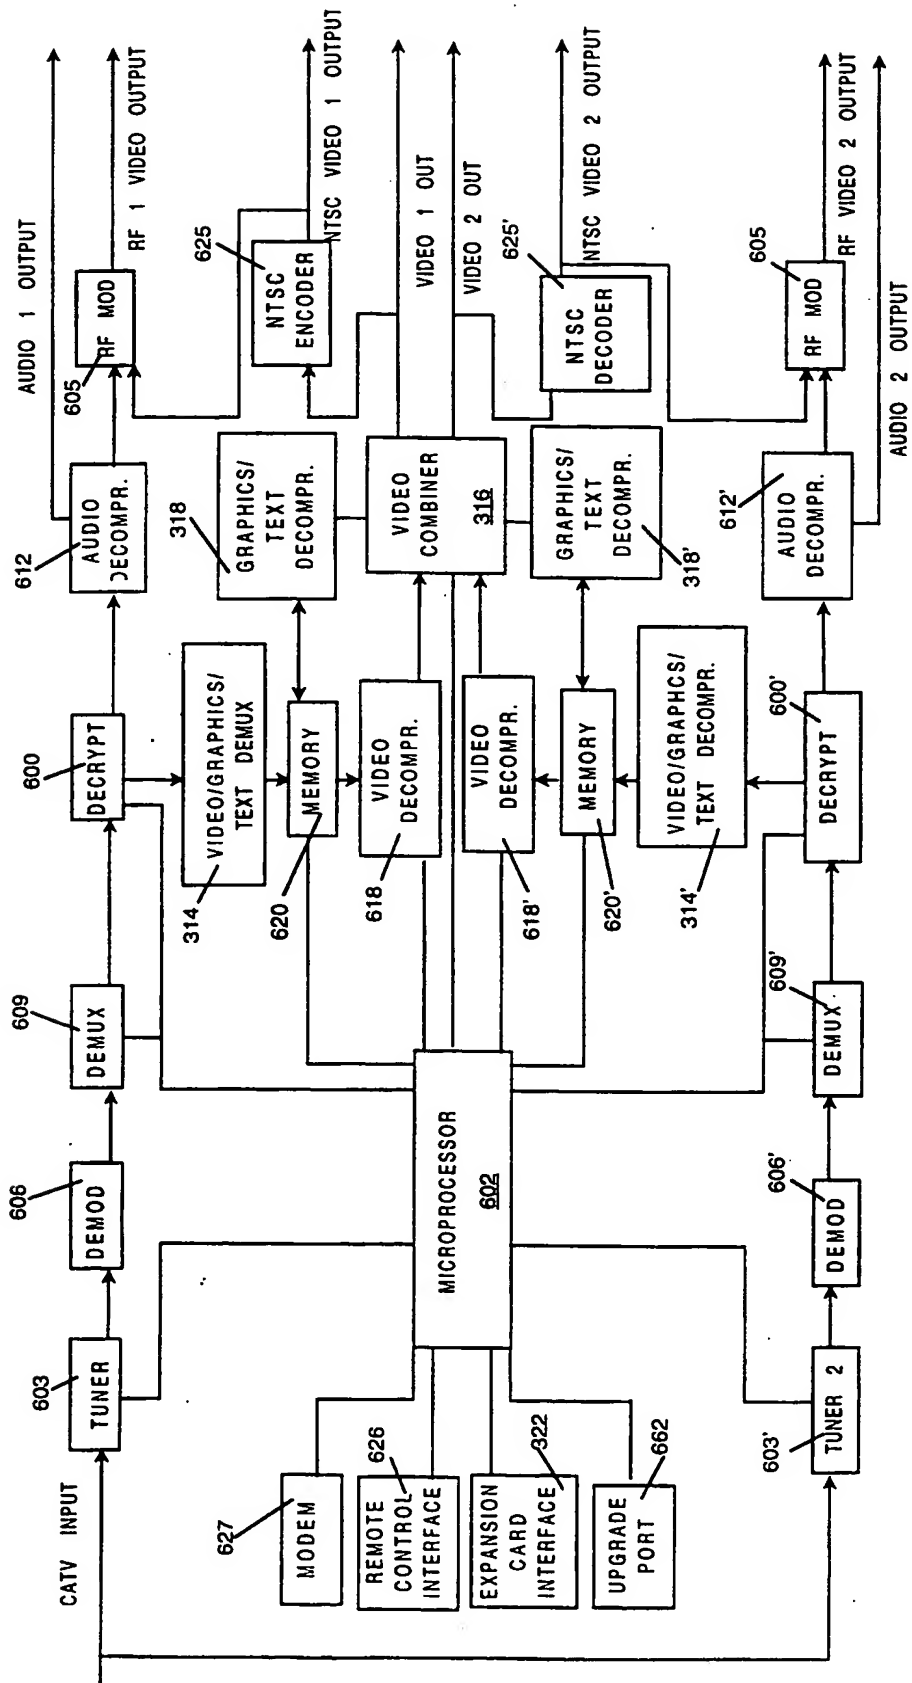 CATV INPUT
603
TUNER
606
DEMOD
609
DEMUX
600
DECRYPT
612
AUDIO
DECOMPR.
AUDIO 1 OUTPUT
605
RF MOD
RF 1 VIDEO OUTPUT
314
VIDEO/GRAPHICS/
TEXT DEMUX
318
GRAPHICS/
TEXT
DECOMPR.
625
NTSC
ENCODER
NTSC VIDEO 1 OUTPUT
620
MEMORY
618
VIDEO
DECOMPR.
VIDEO
COMBINER
316
VIDEO 1 OUT
VIDEO 2 OUT
627
MODEM
626
REMOTE
CONTROL
INTERFACE
322
EXPANSION
CARD
INTERFACE
662
UPGRADE
PORT
MICROPROCESSOR
602
618'
VIDEO
DECOMPR.
620'
MEMORY
GRAPHICS/
TEXT
DECOMPR.
318'
625'
NTSC
DECODER
NTSC VIDEO 2 OUTPUT
314'
VIDEO/GRAPHCS/
TEXT DECOMPR.
603'
TUNER 2
606'
DEMOD
609'
DEMUX
600'
DECRYPT
612'
AUDIO
DECOMPR.
605
RF MOD
RF VIDEO 2 OUTPUT
AUDIO 2 OUTPUT